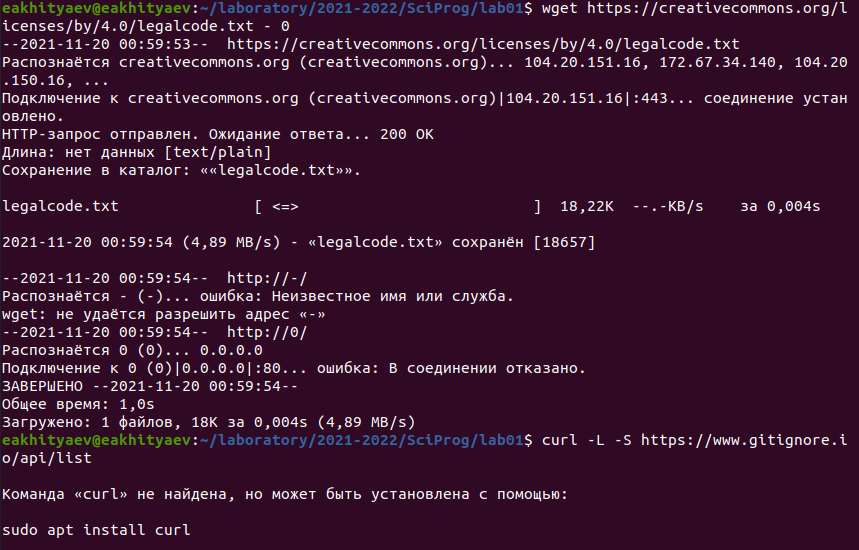 eakhityaev@eakhityaev:~/laboratory/2021-2022/SciProg/lab01$ wget https://creativecommons.org/l
icenses/by/4.0/legalcode.txt - 0
--2021-11-20 00:59:53--  https://creativecommons.org/licenses/by/4.0/legalcode.txt
Распознаётся creativecommons.org (creativecommons.org)... 104.20.151.16, 172.67.34.140, 104.20
.150.16, ...
Подключение к creativecommons.org (creativecommons.org)|104.20.151.16|:443... соединение устан
овлено.
HTTP-запрос отправлен. Ожидание ответа... 200 OK
Длина: нет данных [text/plain]
Сохранение в каталог: ««legalcode.txt»».
legalcode.txt               [ <=>                          ]  18,22K  --.-KB/s    за 0,004s
2021-11-20 00:59:54 (4,89 MB/s) - «legalcode.txt» сохранён [18657]
--2021-11-20 00:59:54--  http://-/
Распознаётся - (-)... ошибка: Неизвестное имя или служба.
wget: не удаётся разрешить адрес «-»
--2021-11-20 00:59:54--  http://0/
Распознаётся 0 (0)... 0.0.0.0
Подключение к 0 (0)|0.0.0.0|:80... ошибка: В соединении отказано.
ЗАВЕРШЕНО --2021-11-20 00:59:54--
Общее время: 1,0s
Загружено: 1 файлов, 18K за 0,004s (4,89 MB/s)
eakhityaev@eakhityaev:~/laboratory/2021-2022/SciProg/lab01$ curl -L -S https://www.gitignore.i
o/api/list
Команда «curl» не найдена, но может быть установлена с помощью:
sudo apt install curl